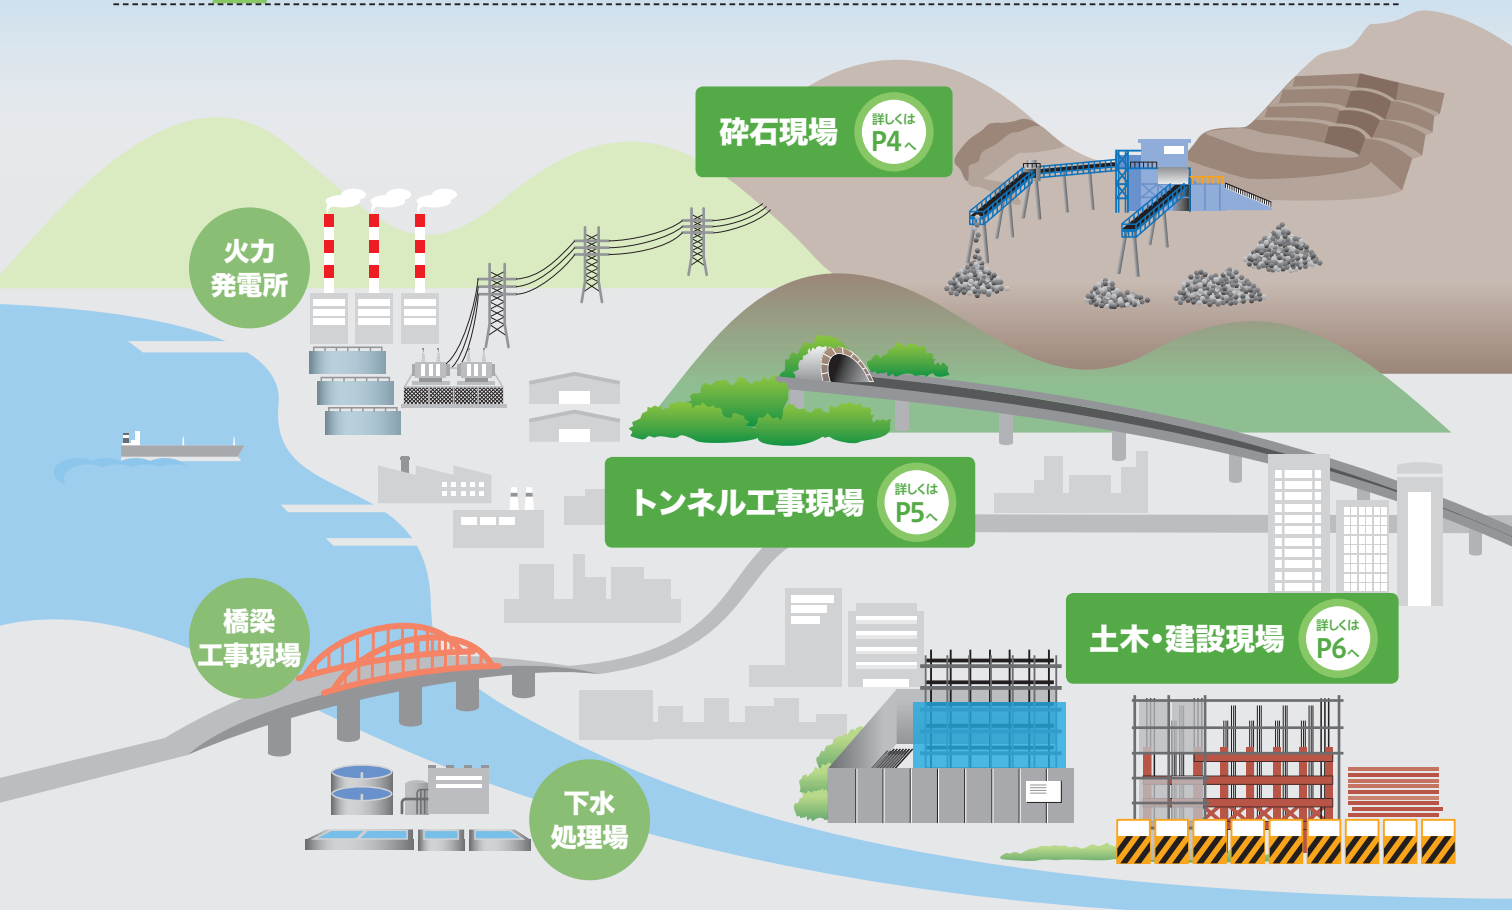 砕石現場
詳しくは
P4へ
火力
発電所
トンネル工事現場
詳しくは
P5へ
橋梁
工事現場
土木・建設現場
詳しくは
P6へ
下水
処理場